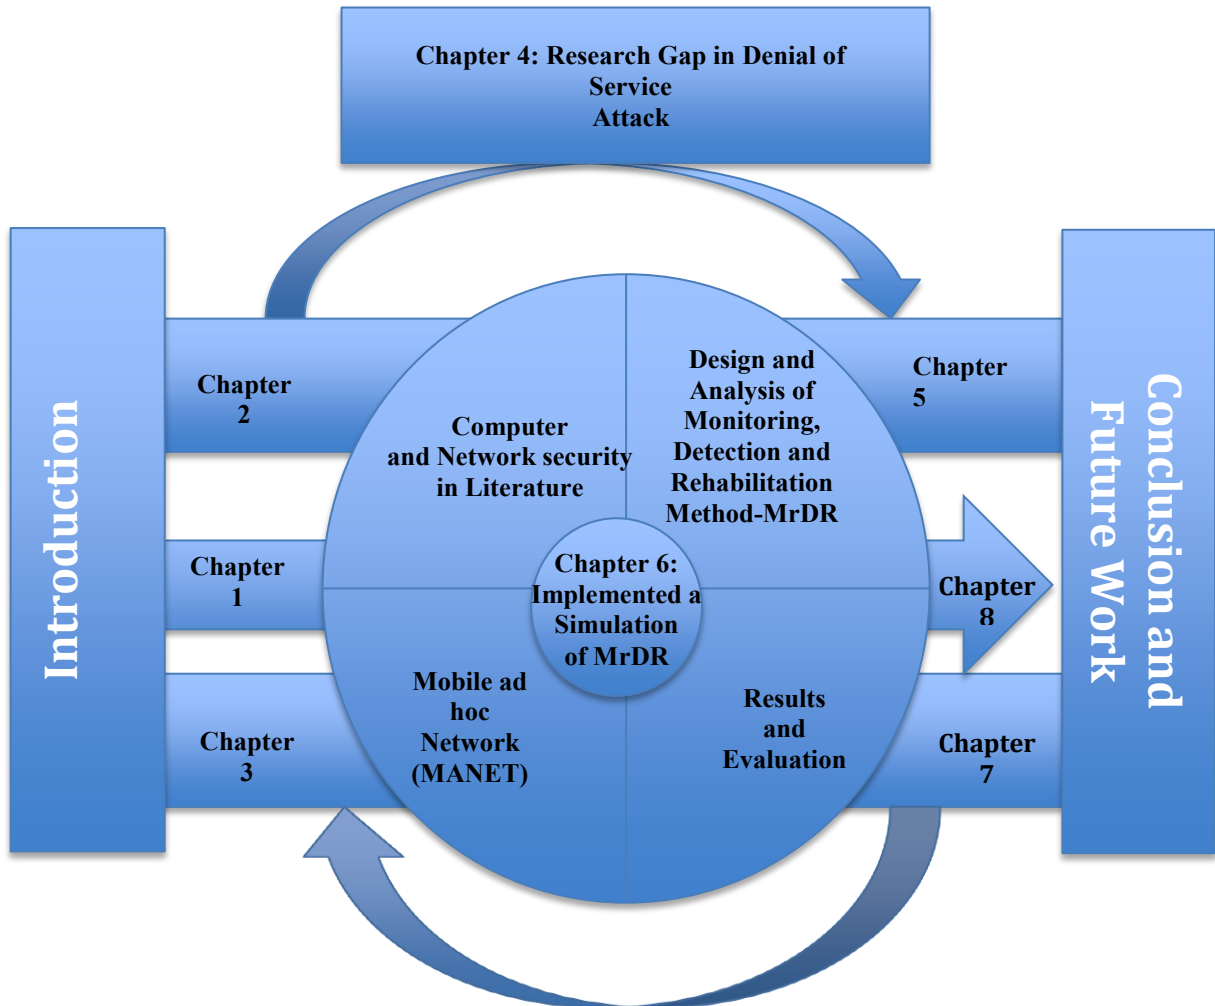 Chapter 4: Research Gap in Denial of
Service
Attack
Introduction
Chapter
2
Chapter
1
Chapter
3
Computer
and Network security
in Literature
Design and
Analysis of
Monitoring,
Detection and
Rehabilitation
Method-MrDR
Chapter 6:
Implemented a
Simulation
of MrDR
Mobile ad
hoc
Network
(MANET)
Results
and
Evaluation
Chapter
5
Chapter
8
Chapter
7
Conclusion and
Future Work